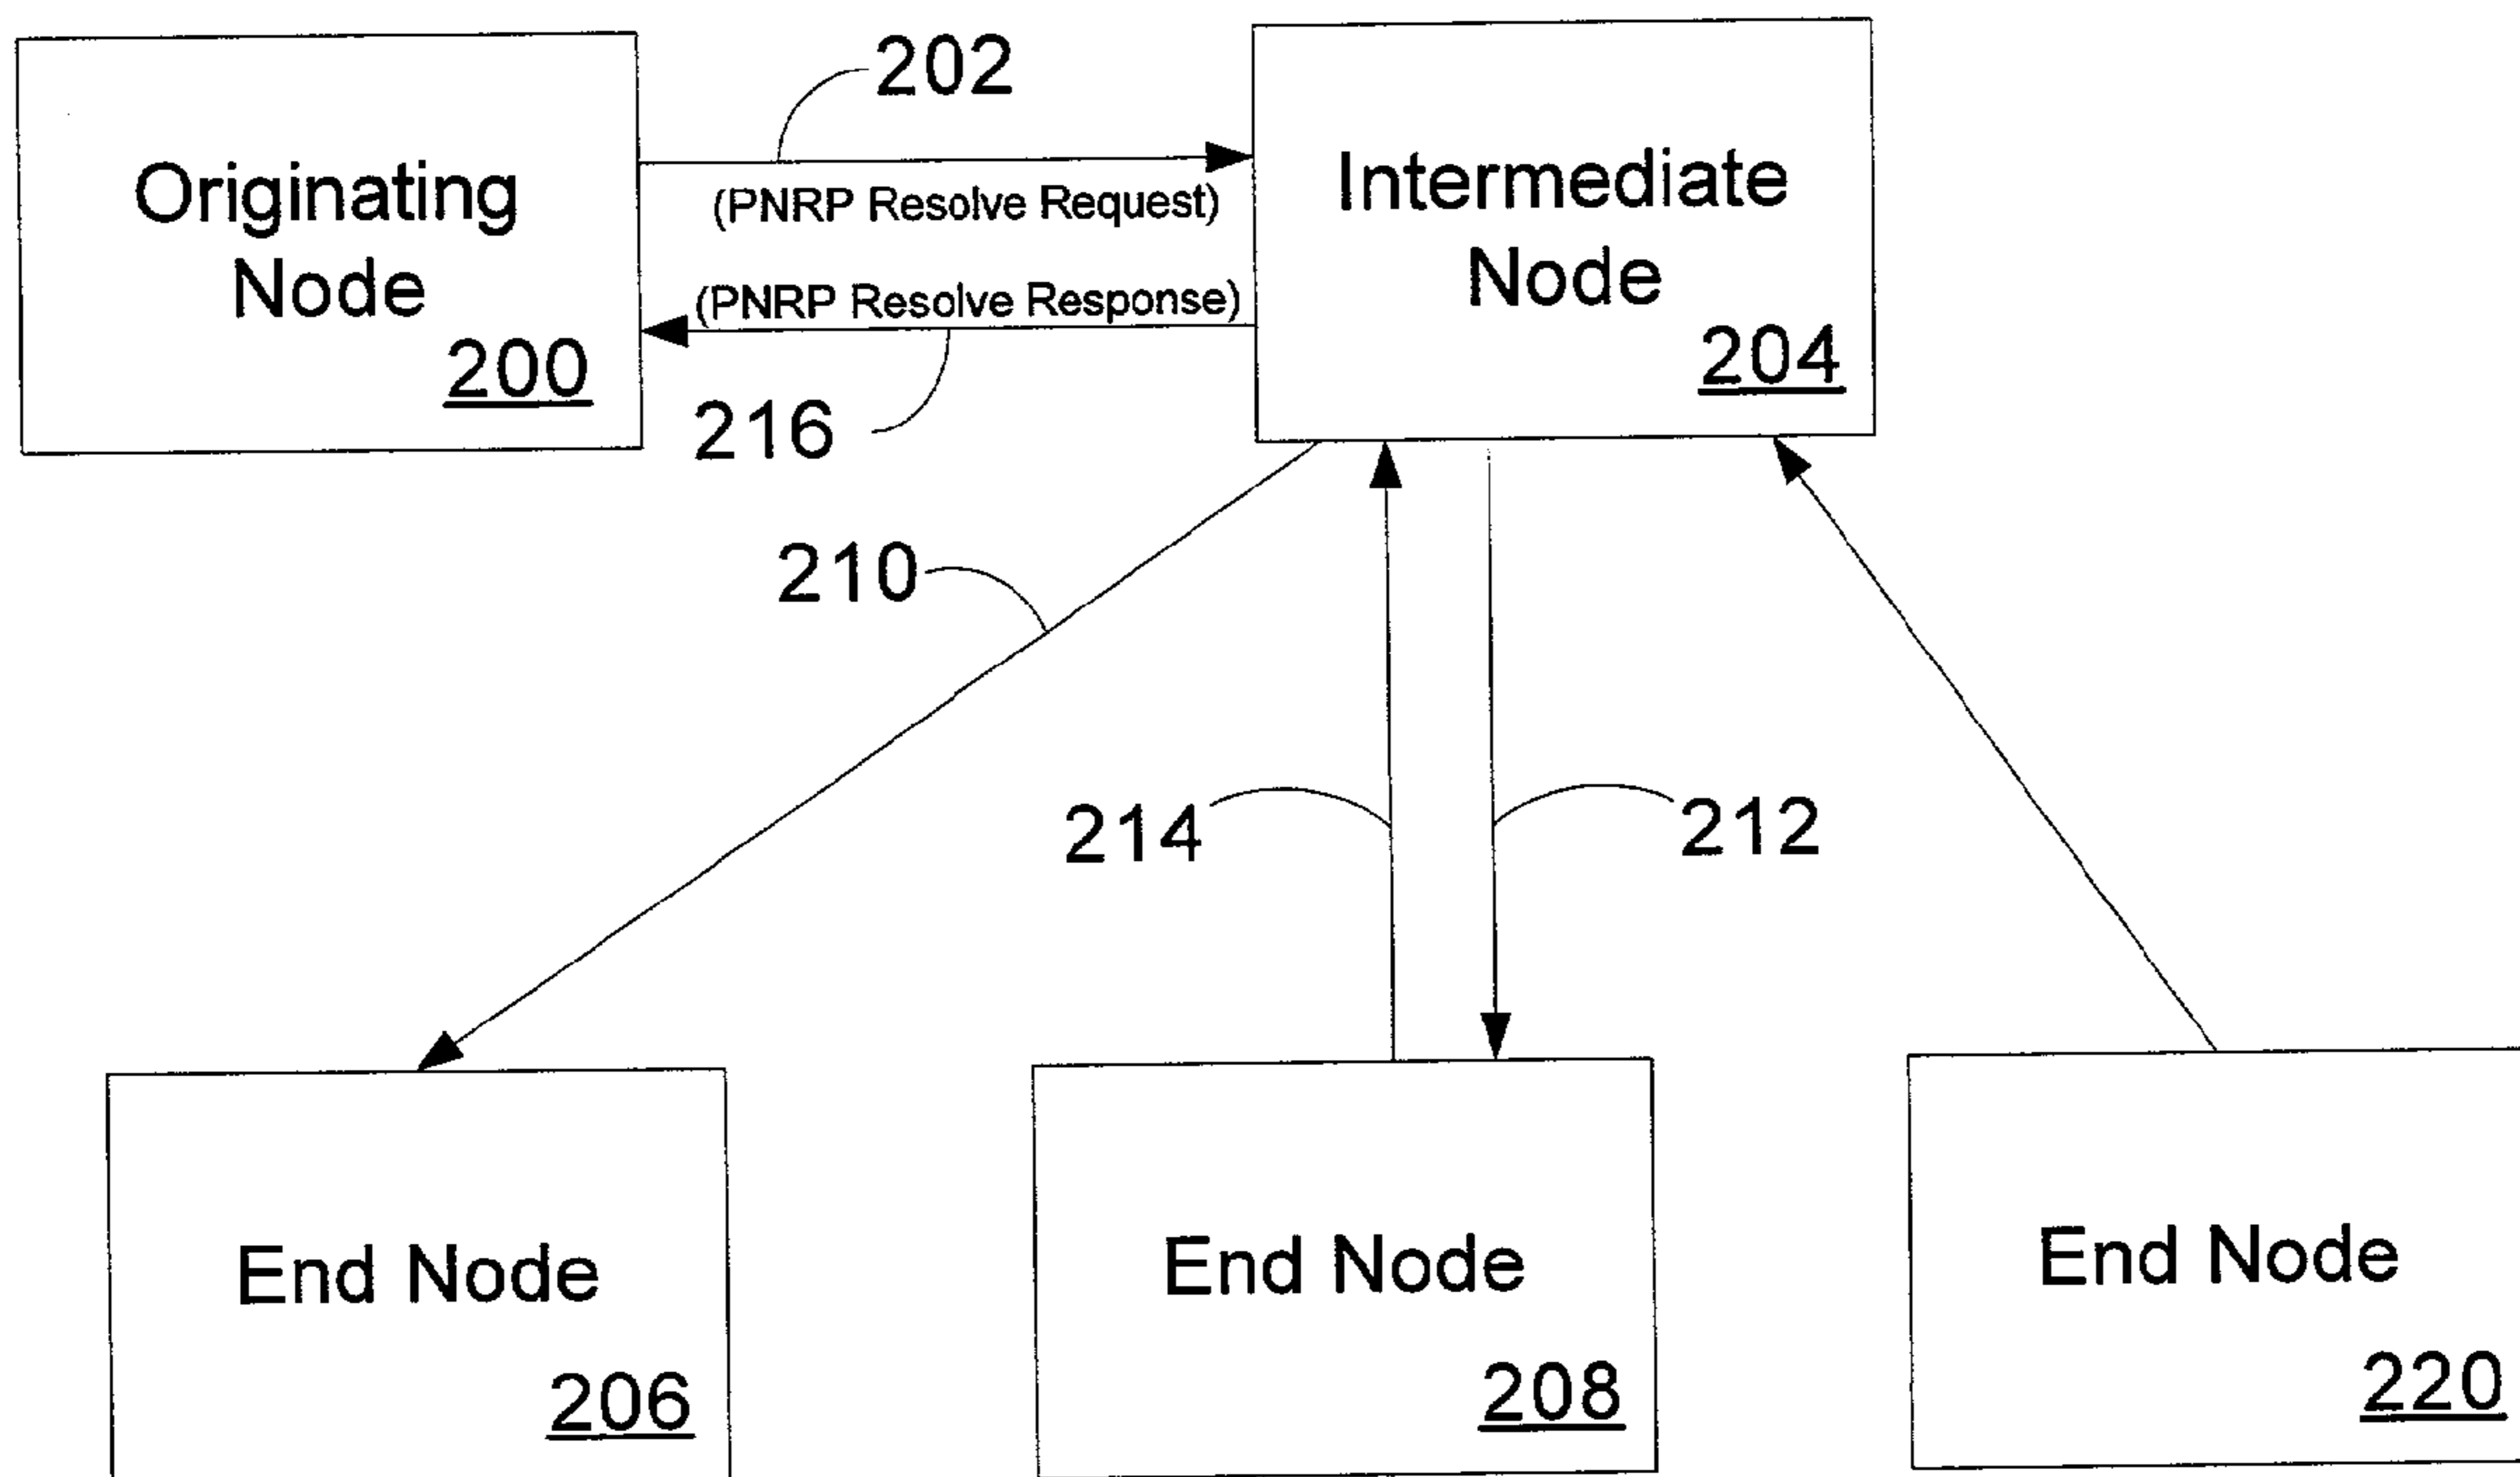 Originating
Node
200
202
(PNRP Resolve Request)
(PNRP Resolve Response)
216
Intermediate
Node
204
210
214
212
End Node
206
End Node
208
End Node
220